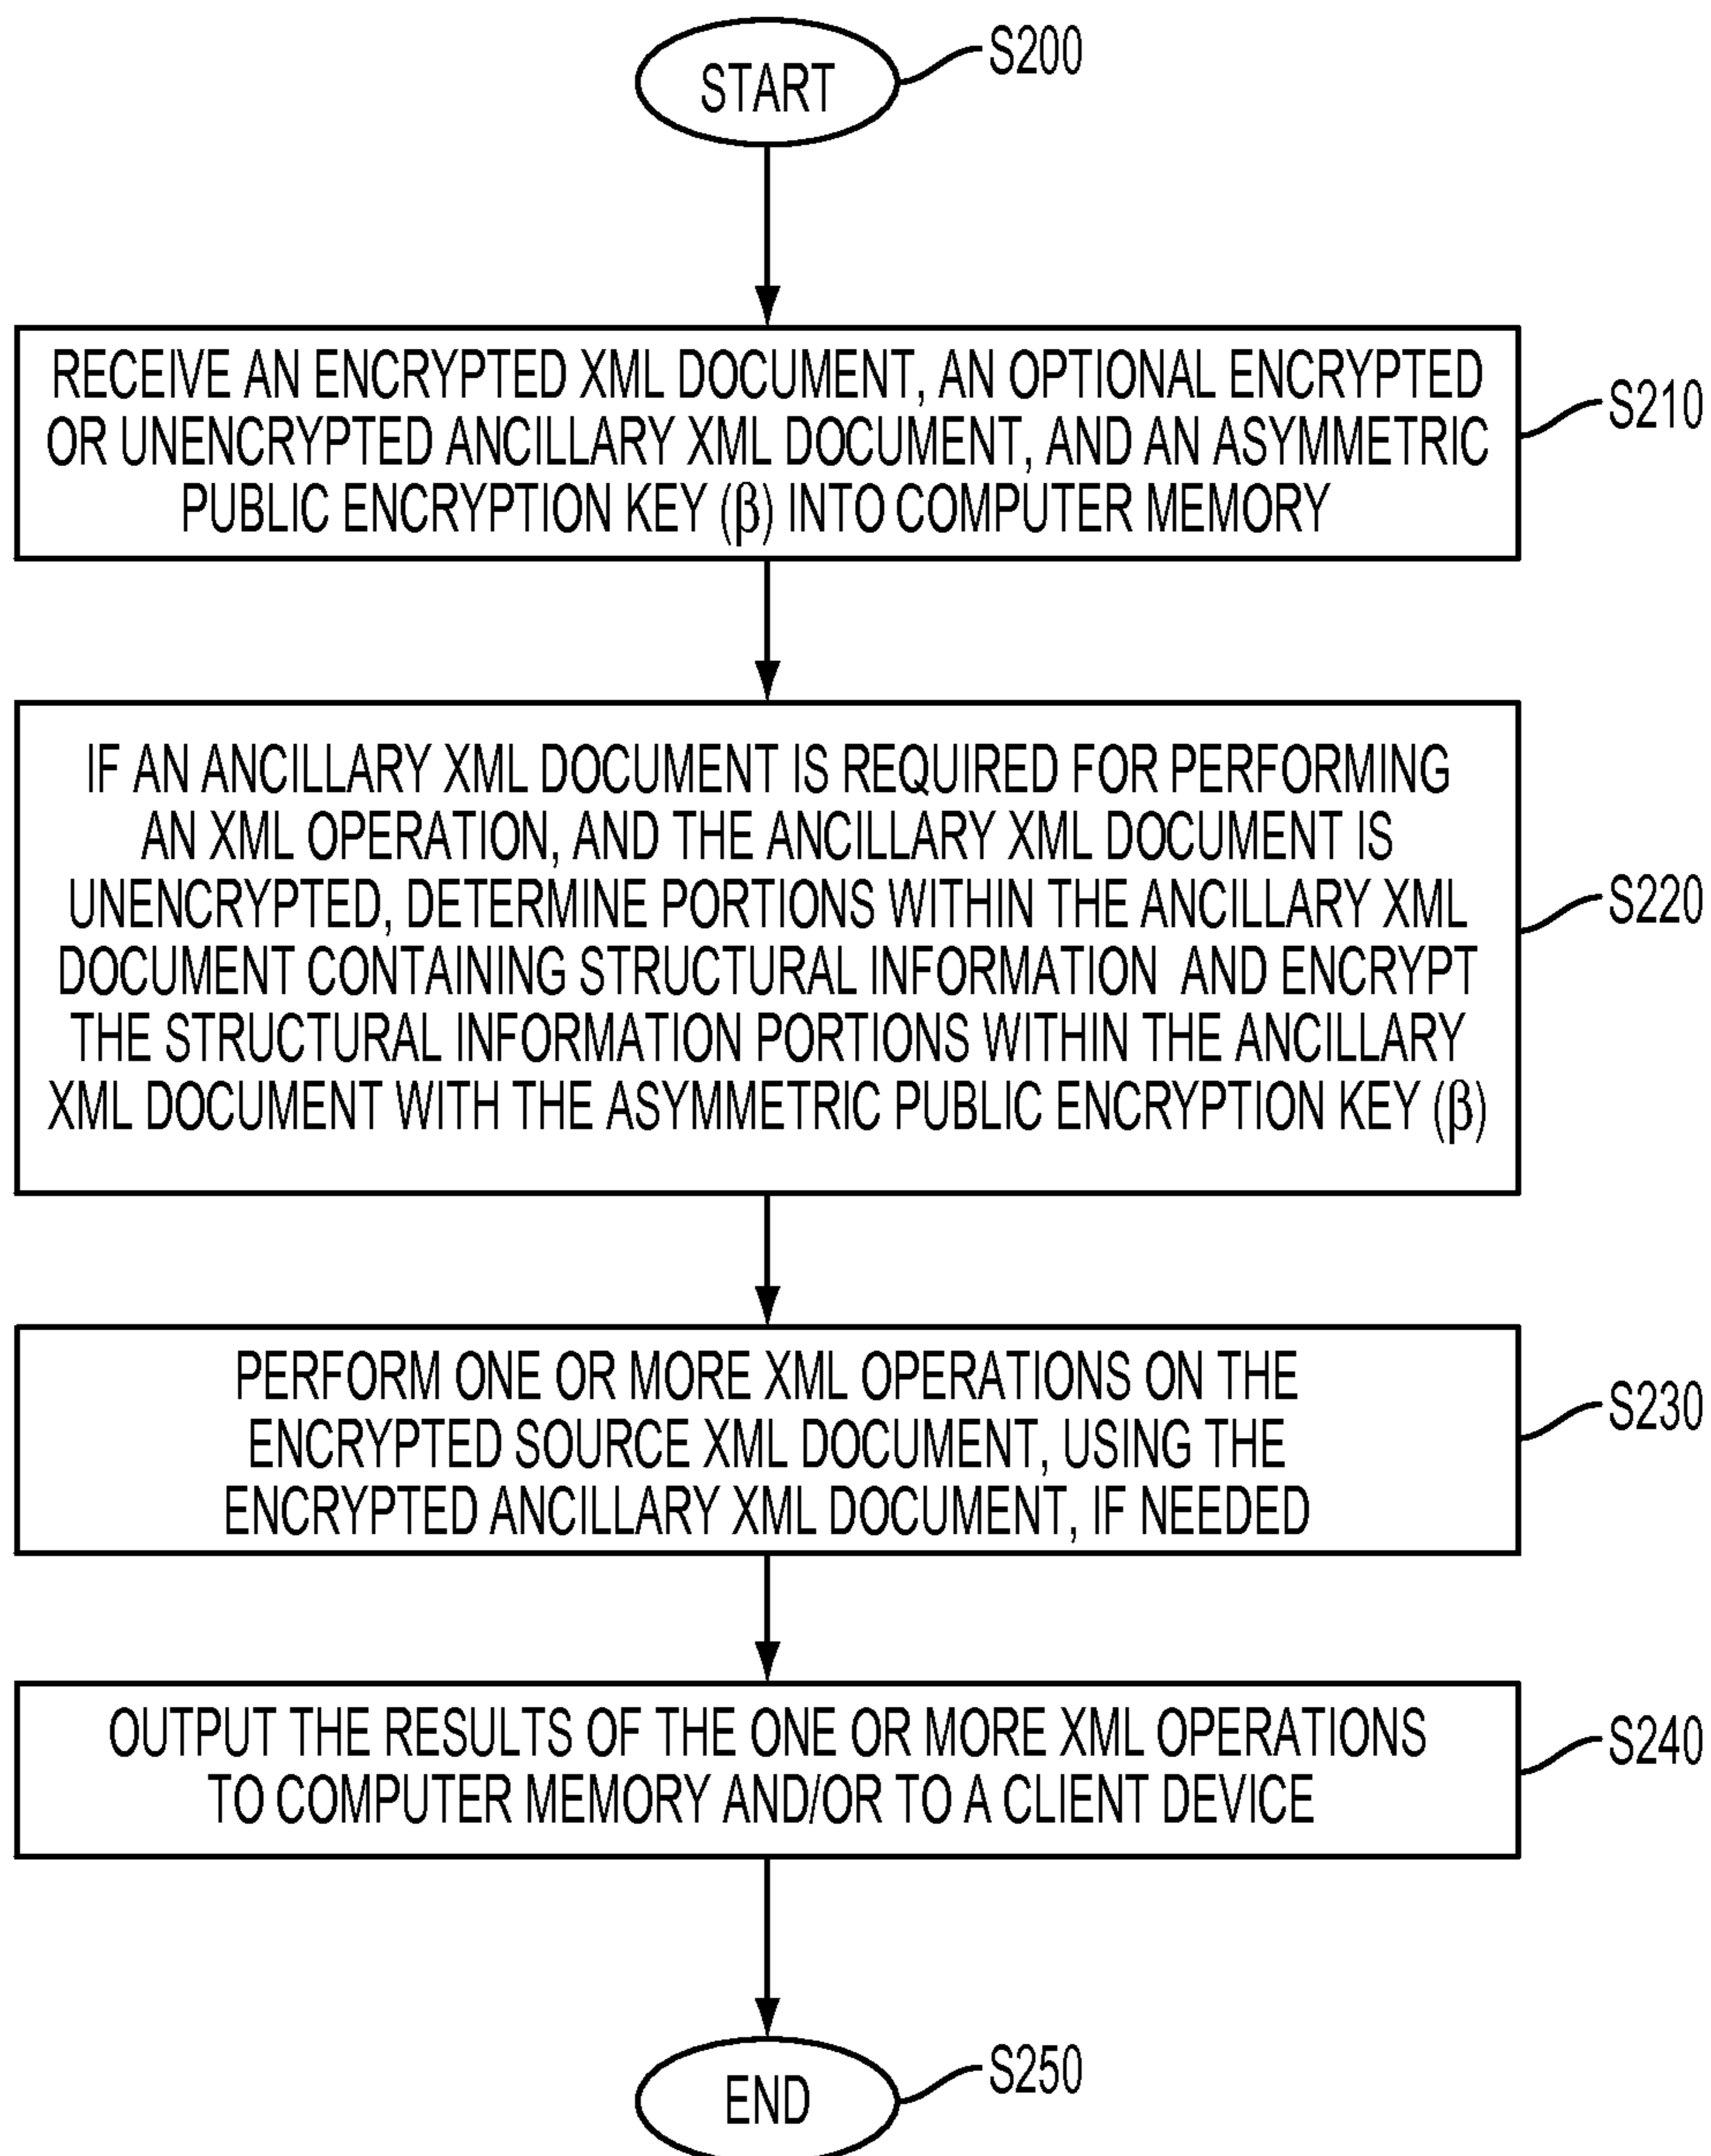 START
S200
RECEIVE AN ENCRYPTED XML DOCUMENT, AN OPTIONAL ENCRYPTED
OR UNENCRYPTED ANCILLARY XML DOCUMENT, AND AN ASYMMETRIC
PUBLIC ENCRYPTION KEY (β) INTO COMPUTER MEMORY
S210
IF AN ANCILLARY XML DOCUMENT IS REQUIRED FOR PERFORMING
AN XML OPERATION, AND THE ANCILLARY XML DOCUMENT IS
UNENCRYPTED, DETERMINE PORTIONS WITHIN THE ANCILLARY XML
DOCUMENT CONTAINING STRUCTURAL INFORMATION AND ENCRYPT
THE STRUCTURAL INFORMATION PORTIONS WITHIN THE ANCILLARY
XML DOCUMENT WITH THE ASYMMETRIC PUBLIC ENCRYPTION KEY (β)
S220
PERFORM ONE OR MORE XML OPERATIONS ON THE
ENCRYPTED SOURCE XML DOCUMENT, USING THE
ENCRYPTED ANCILLARY XML DOCUMENT, IF NEEDED
S230
OUTPUT THE RESULTS OF THE ONE OR MORE XML OPERATIONS
TO COMPUTER MEMORY AND/OR TO A CLIENT DEVICE
S240
END
S250